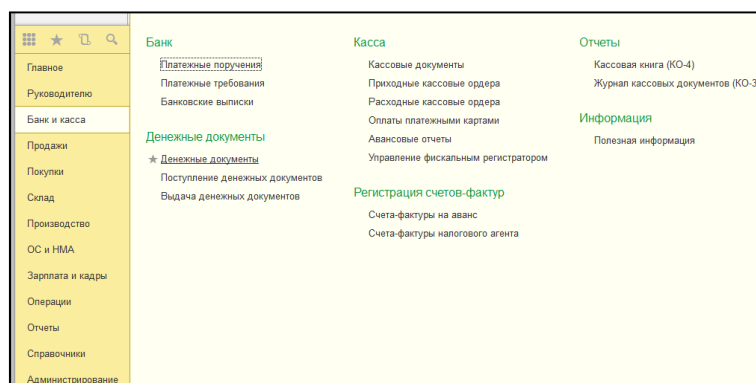 Главное
Руководителю
Банк и касса
Продажи
Покупки
Склад
Производство
ОС и НМА
Зарплата и кадры
Операции
Отчеты
Справочники
Администрирование
Банк
Платежные поручения
Платежные требования
Банковские выписки
Денежные документы
Денежные документы
Поступление денежных документов
Выдача денежных документов
Касса
Кассовые документы
Приходные кассовые ордера
Расходные кассовые ордера
Оплаты платежными картами
Авансовые отчеты
Управление фискальным регистратором
Регистрация счетов-фактур
Счета-фактуры на аванс
Счета-фактуры налогового агента
Отчеты
Кассовая книга (КО-4)
Журнал кассовых документов (КО-3
Информация
Полезная информация